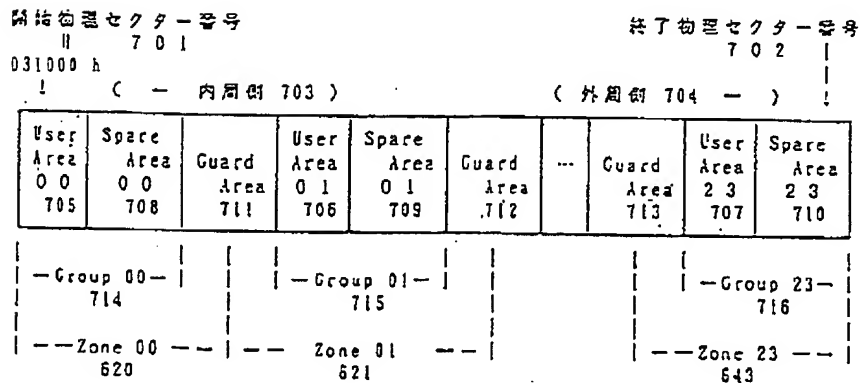 開始物理セクター番号 終了物理セクター番号
701 702
031000 h
( ― 内周側 703 ) ( 外周側 704 ― )
User Spare User Spare User Spare
Area Area Guard Area Area Guard … Guard Area Area
00 00 Area 01 01 Area Area 23 23
705 708 711 706 709 712 713 707 710
―Group 00― ―Group 01― ―Group 23―
714 715 716
――Zone 00―― ―― Zone 01 ―― ――Zone 23――
620 621 643